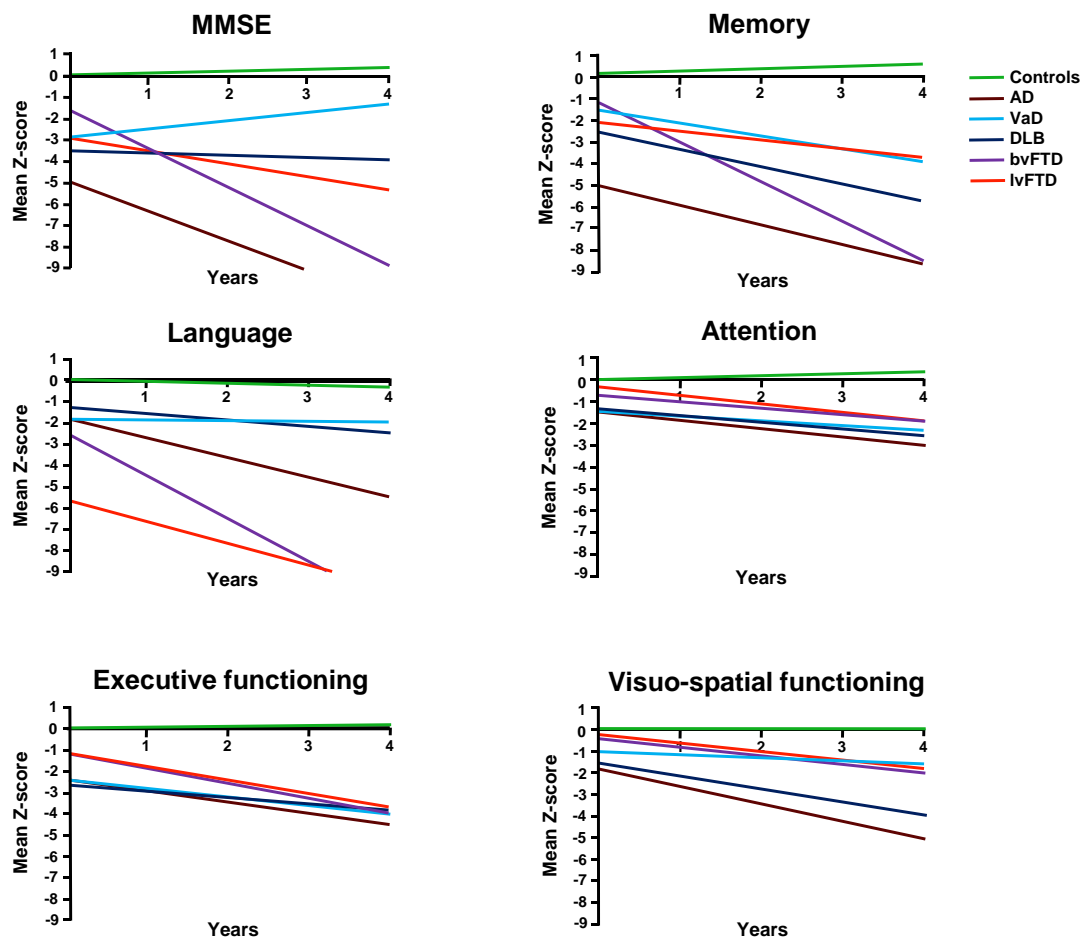 MMSE
1
0
-1
-2
-3
-4
-5
-6
-7
-8
-9
1 2 3 4
Mean Z-score
Years
Memory
1
0
-1
-2
-3
-4
-5
-6
-7
-8
-9
1 2 3 4
Mean Z-score
Years
Controls
AD
VaD
DLB
bvFTD
lvFTD
Language
1
0
-1
-2
-3
-4
-5
-6
-7
-8
-9
1 2 3 4
Mean Z-score
Years
Attention
1
0
-1
-2
-3
-4
-5
-6
-7
-8
-9
1 2 3 4
Mean Z-score
Years
Executive functioning
1
0
-1
-2
-3
-4
-5
-6
-7
-8
-9
1 2 3 4
Mean Z-score
Years
Visuo-spatial functioning
1
0
-1
-2
-3
-4
-5
-6
-7
-8
-9
1 2 3 4
Mean Z-score
Years